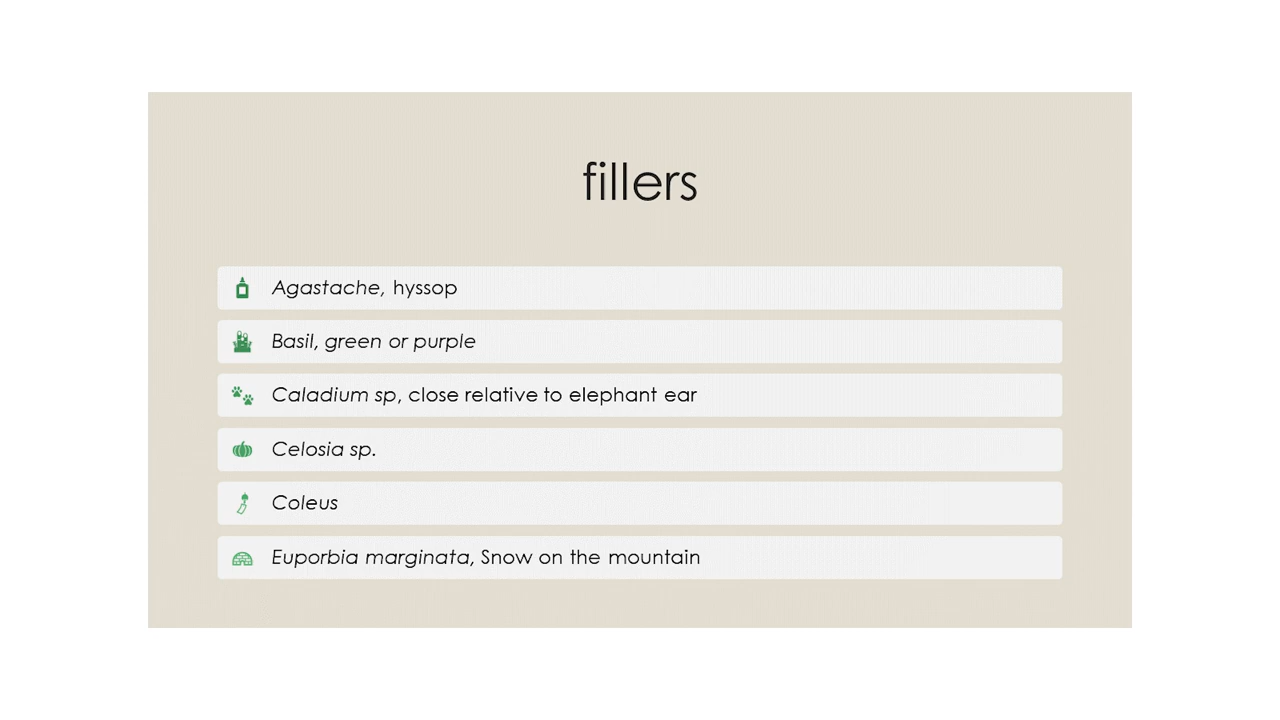 fillers
Agastache, hyssop
Basil, green or purple
Caladium sp, close relative to elephant ear
Celosia sp.
Coleus
Euporbia marginata, Snow on the mountain